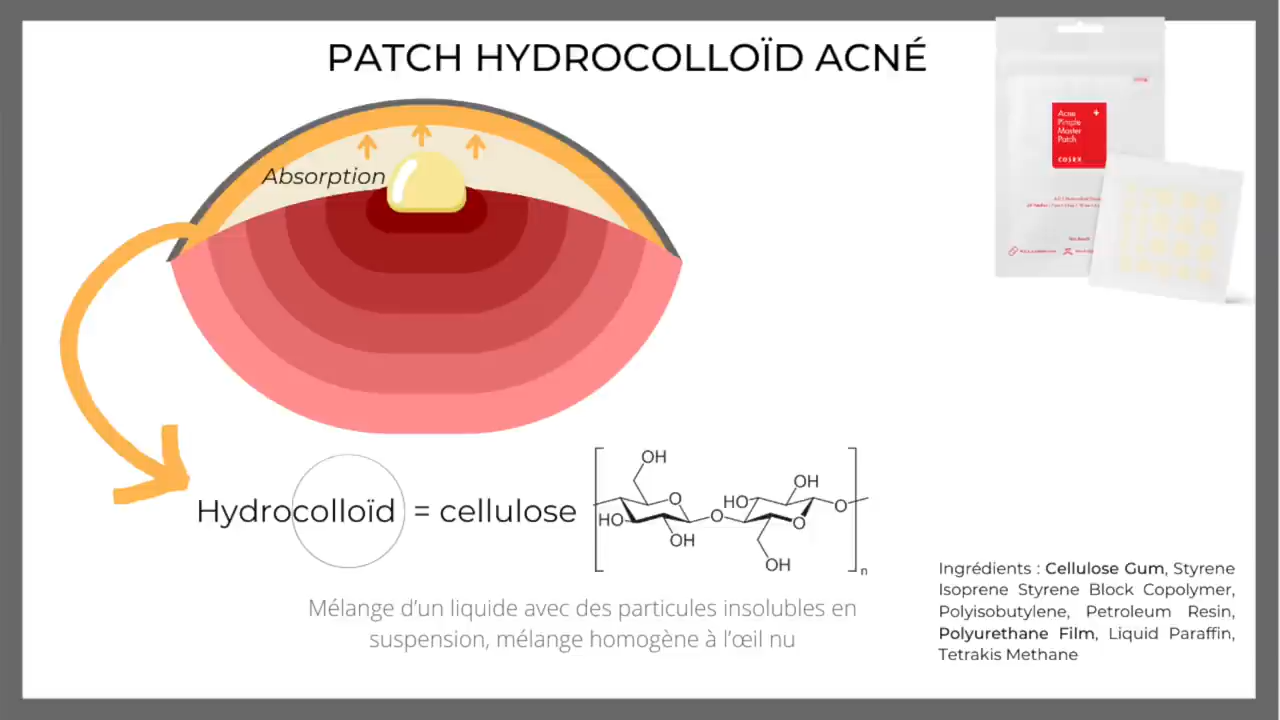 PATCH HYDROCOLLOÏD ACNÉ
Acne
Pimple
Master
Patch
COSRX
Absorption
Hydrocolloïd = cellulose
OH
O
HO
OH
O
HO
OH
O
OH
O
n
Mélange d'un liquide avec des particules insolubles en
suspension, mélange homogène à l'œil nu
Ingrédients : Cellulose Gum, Styrene
Isoprene Styrene Block Copolymer,
Polyisobutylene, Petroleum Resin,
Polyurethane Film, Liquid Paraffin,
Tetrakis Methane